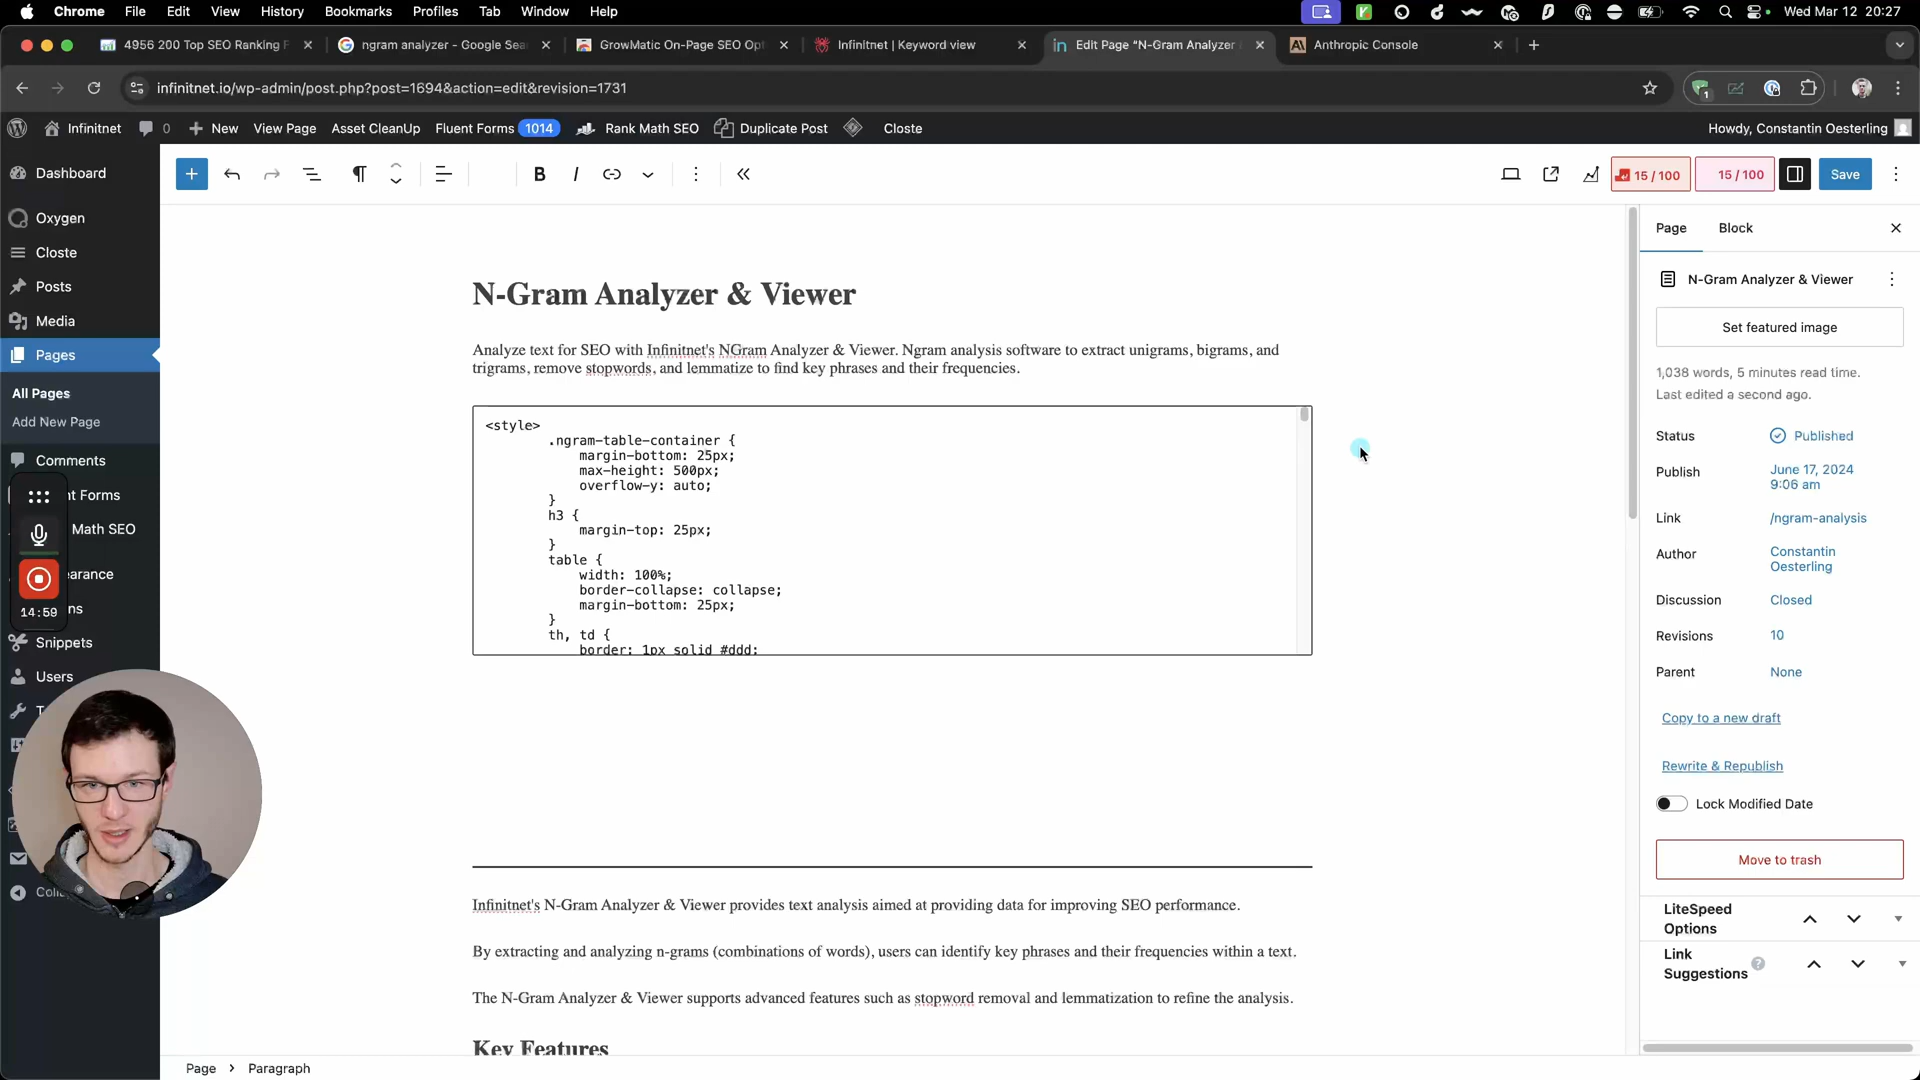 Chrome File Edit View History Bookmarks Profiles Tab Window Help
Wed Mar 12 20:27
4956 200 Top SEO Ranking F
ngram analyzer - Google Sea
GrowMatic On-Page SEO Opt
Infinitnet | Keyword view
Edit Page “N-Gram Analyzer
Anthropic Console
infinitnet.io/wp-admin/post.php?post=1694&action=edit&revision=1731
1
Infinitnet 0 New View Page Asset CleanUp Fluent Forms 1014 Rank Math SEO Duplicate Post Closte
Howdy, Constantin Oesterling
Dashboard
Oxygen
Closte
Posts
Media
Pages
All Pages
Add New Page
Comments
nt Forms
Math SEO
earance
ns
Snippets
Users
T
Coll
14:59
B I
15 / 100
15 / 100
Save
N-Gram Analyzer & Viewer
Analyze text for SEO with Infinitnet's NGram Analyzer & Viewer. Ngram analysis software to extract unigrams, bigrams, and
trigrams, remove stopwords, and lemmatize to find key phrases and their frequencies.
<style>
.ngram-table-container {
margin-bottom: 25px;
max-height: 500px;
overflow-y: auto;
}
h3 {
margin-top: 25px;
}
table {
width: 100%;
border-collapse: collapse;
margin-bottom: 25px;
}
th, td {
border: 1px solid #ddd;
Infinitnet's N-Gram Analyzer & Viewer provides text analysis aimed at providing data for improving SEO performance.
By extracting and analyzing n-grams (combinations of words), users can identify key phrases and their frequencies within a text.
The N-Gram Analyzer & Viewer supports advanced features such as stopword removal and lemmatization to refine the analysis.
Key Features
Page › Paragraph
Page Block
N-Gram Analyzer & Viewer
Set featured image
1,038 words, 5 minutes read time.
Last edited a second ago.
Status Published
Publish June 17, 2024
9:06 am
Link /ngram-analysis
Author Constantin
Oesterling
Discussion Closed
Revisions 10
Parent None
Copy to a new draft
Rewrite & Republish
Lock Modified Date
Move to trash
LiteSpeed
Options
Link
Suggestions ?